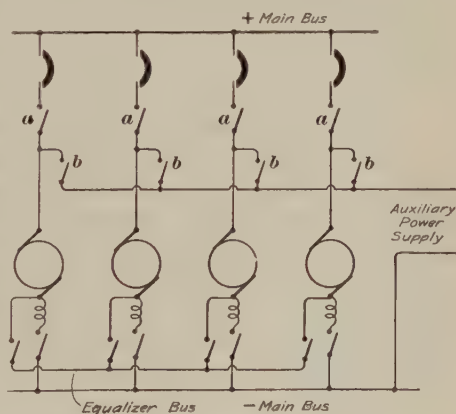 + Main Bus
a a a a
b b b b
Auxiliary
Power
Supply
Equalizer Bus
− Main Bus